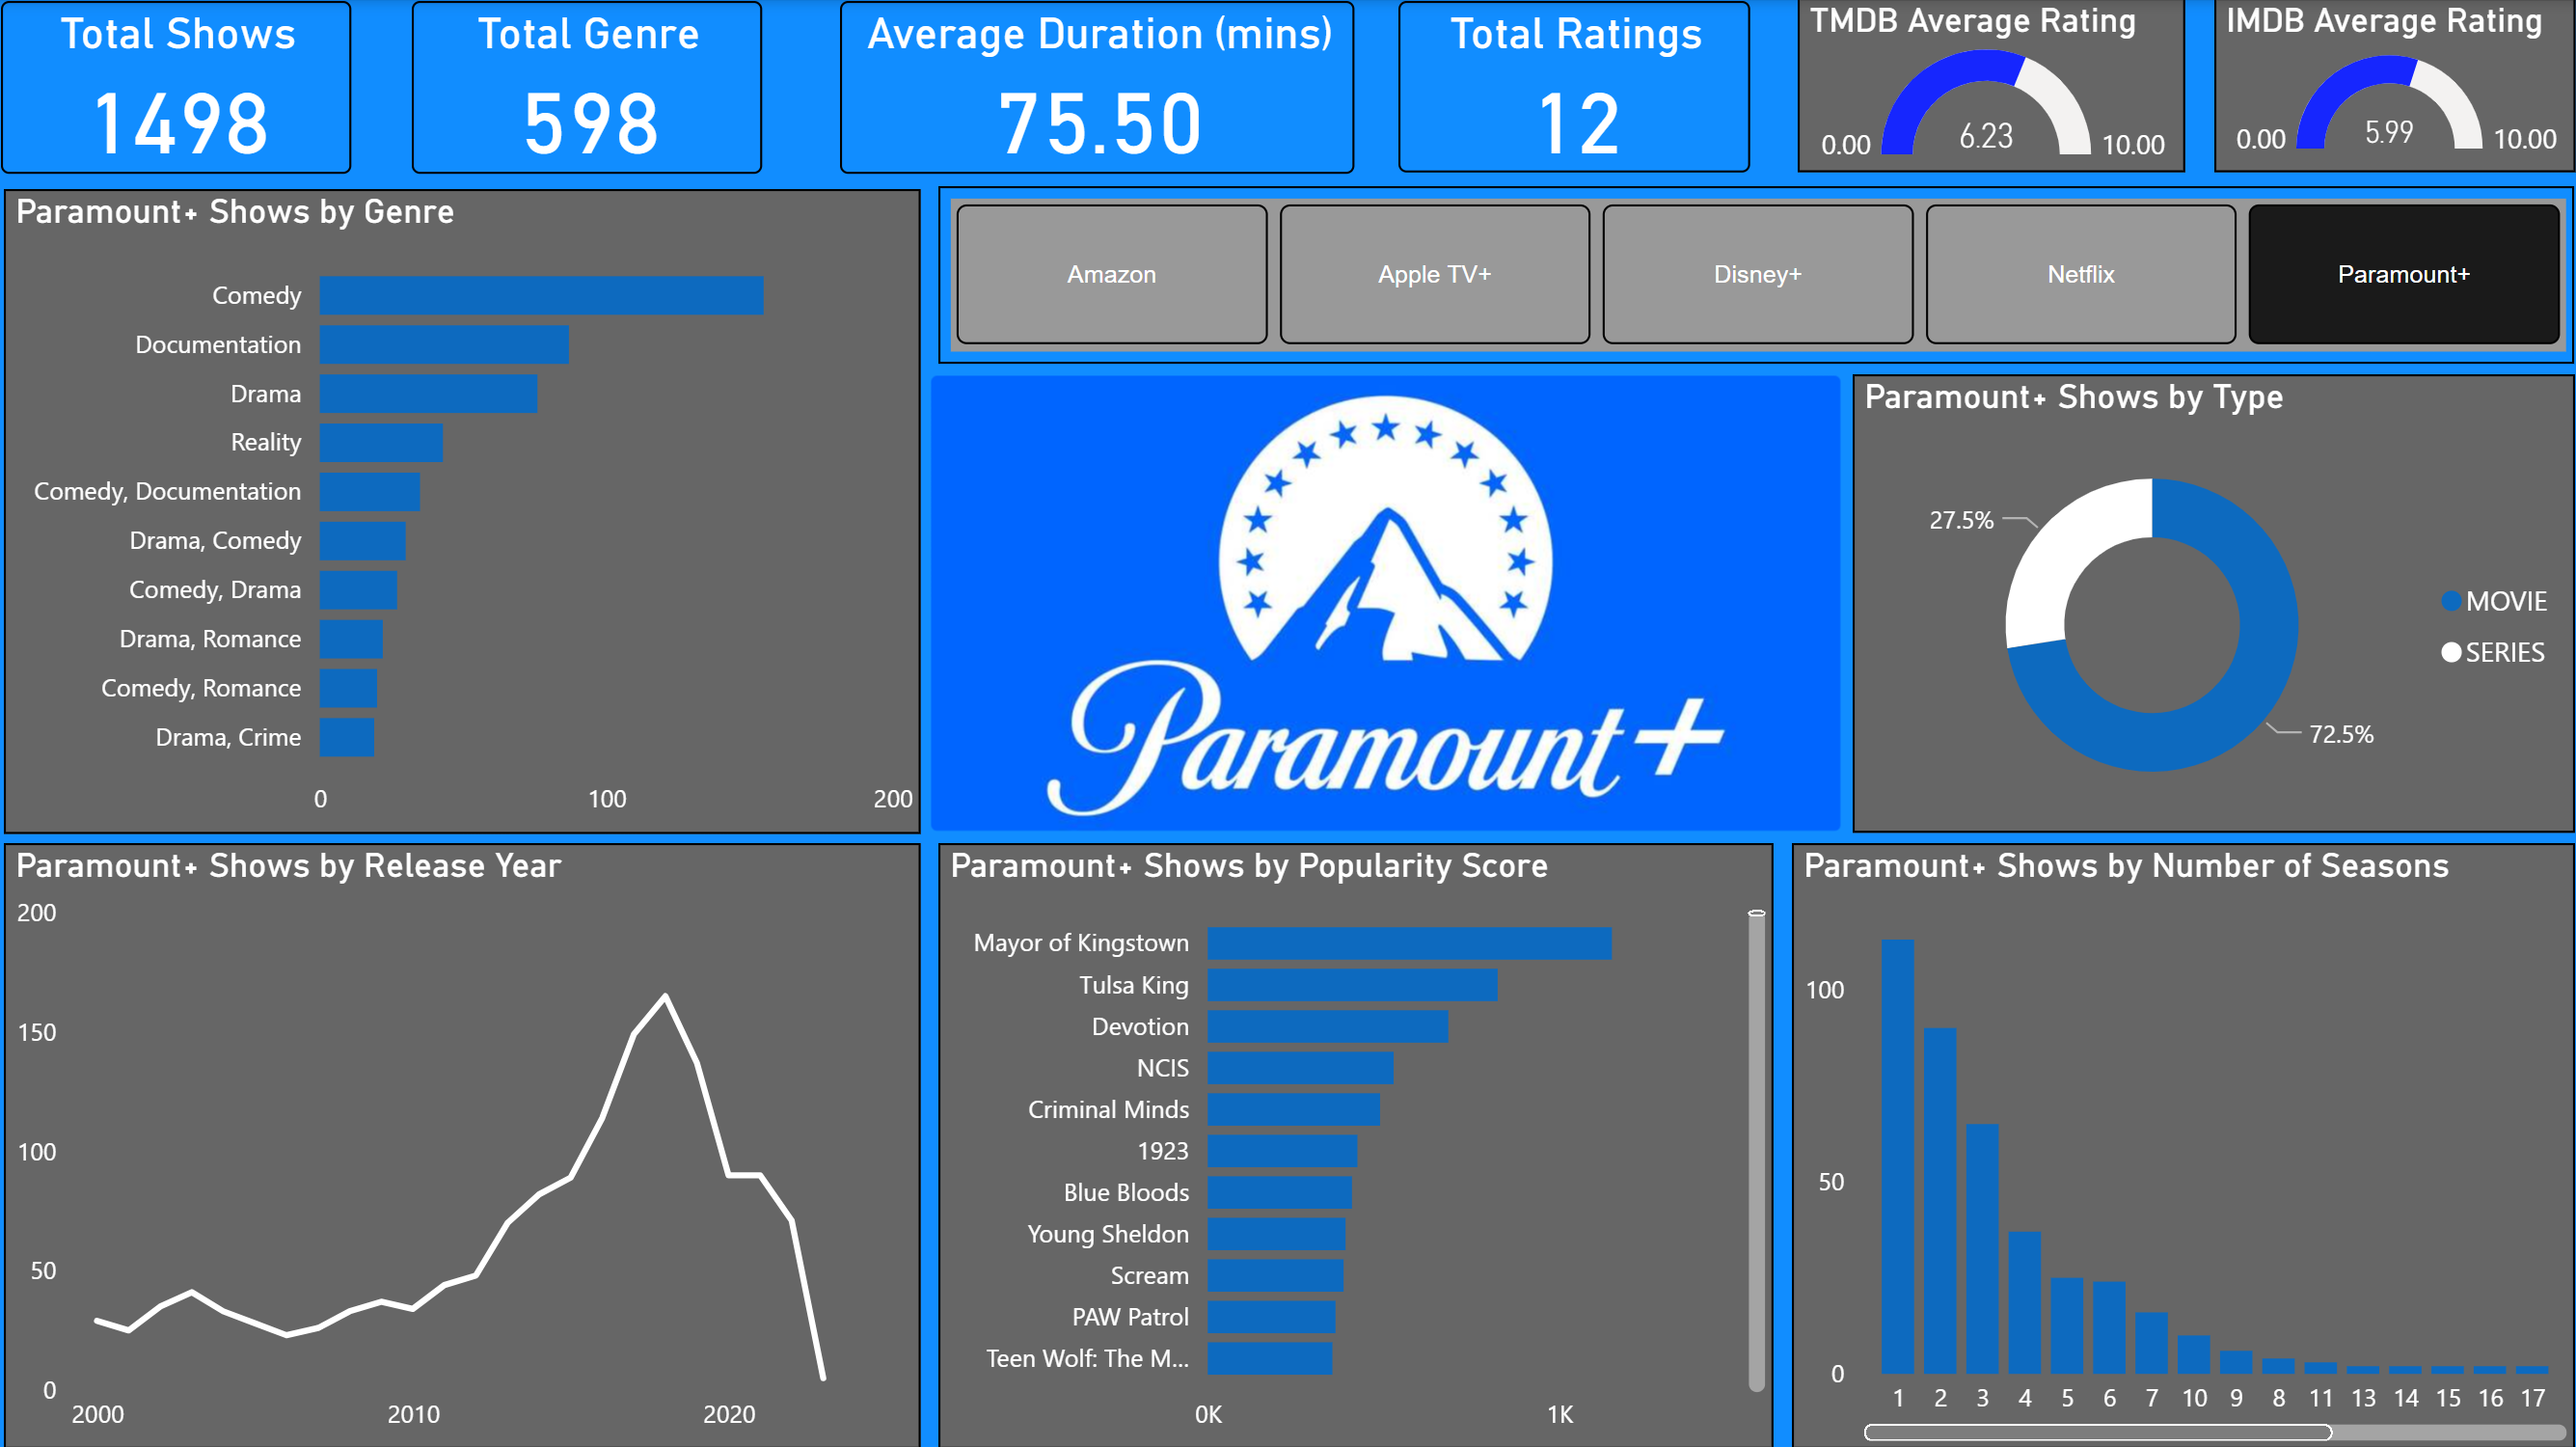 Total Shows
1498
Total Genre
598
Average Duration (mins)
75.50
Total Ratings
12
TMDB Average Rating
0.00
6.23
10.00
IMDB Average Rating
0.00
5.99
10.00
Paramount+ Shows by Genre
Comedy
Documentation
Drama
Reality
Comedy, Documentation
Drama, Comedy
Comedy, Drama
Drama, Romance
Comedy, Romance
Drama, Crime
0 100 200
Amazon
Apple TV+
Disney+
Netflix
Paramount+
Paramount+
Paramount+ Shows by Type
27.5%
72.5%
MOVIE
SERIES
Paramount+ Shows by Release Year
200
150
100
50
0
2000 2010 2020
Paramount+ Shows by Popularity Score
Mayor of Kingstown
Tulsa King
Devotion
NCIS
Criminal Minds
1923
Blue Bloods
Young Sheldon
Scream
PAW Patrol
Teen Wolf: The M...
0K 1K
Paramount+ Shows by Number of Seasons
100
50
0
1 2 3 4 5 6 7 10 9 8 11 13 14 15 16 17